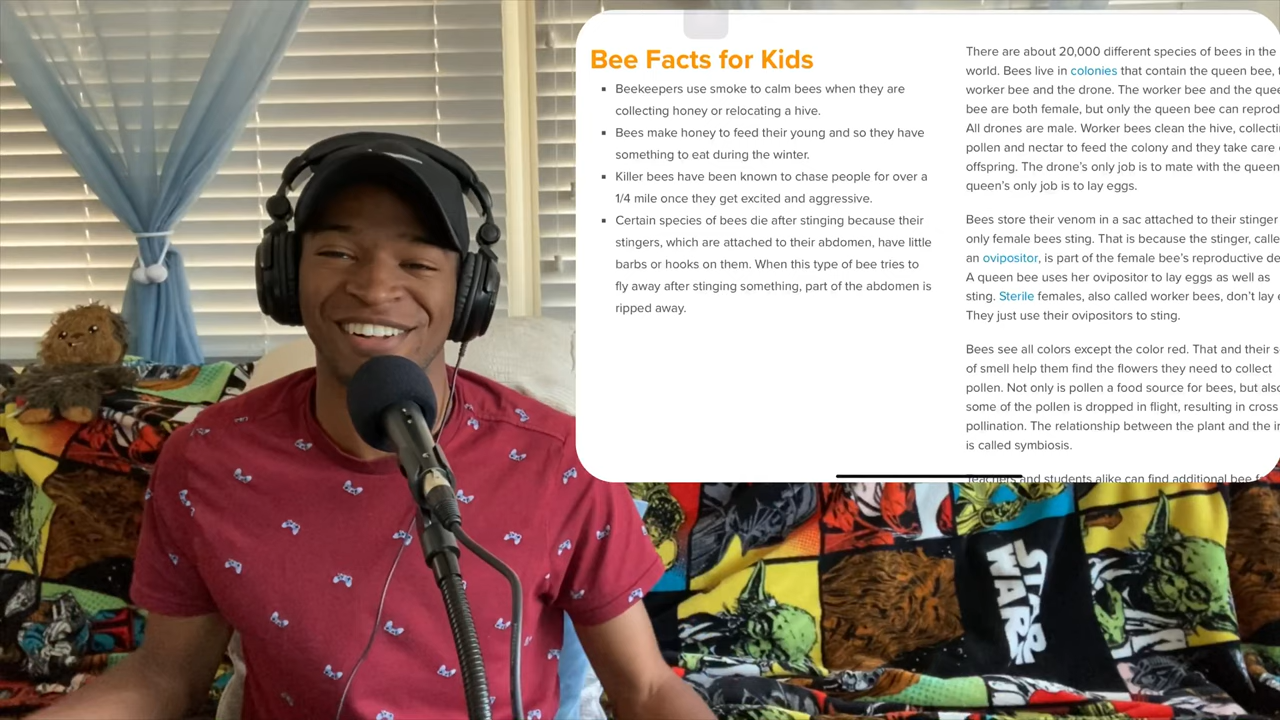 Bee Facts for Kids
Beekeepers use smoke to calm bees when they are
collecting honey or relocating a hive.
Bees make honey to feed their young and so they have
something to eat during the winter.
Killer bees have been known to chase people for over a
1/4 mile once they get excited and aggressive.
Certain species of bees die after stinging because their
stingers, which are attached to their abdomen, have little
barbs or hooks on them. When this type of bee tries to
fly away after stinging something, part of the abdomen is
ripped away.
There are about 20,000 different species of bees in the
world. Bees live in colonies that contain the queen bee,
worker bee and the drone. The worker bee and the
bee are both female, but only the queen bee can
All drones are male. Worker bees clean the hive,
pollen and nectar to feed the colony and they take care
offspring. The drone's only job is to mate with the queen
queen's only job is to lay eggs.
Bees store their venom in a sac attached to their stinger
only female bees sting. That is because the stinger,
an ovipositor, is part of the female bee's reproductive
A queen bee uses her ovipositor to lay eggs as well as
sting. Sterile females, also called worker bees, don't lay
They just use their ovipositors to sting.
Bees see all colors except the color red. That and their
of smell help them find the flowers they need to collect
pollen. Not only is pollen a food source for bees, but
some of the pollen is dropped in flight, resulting in cross
pollination. The relationship between the plant and the
is called symbiosis.
Teachers and students alike can find additional bee
STAR
WARS